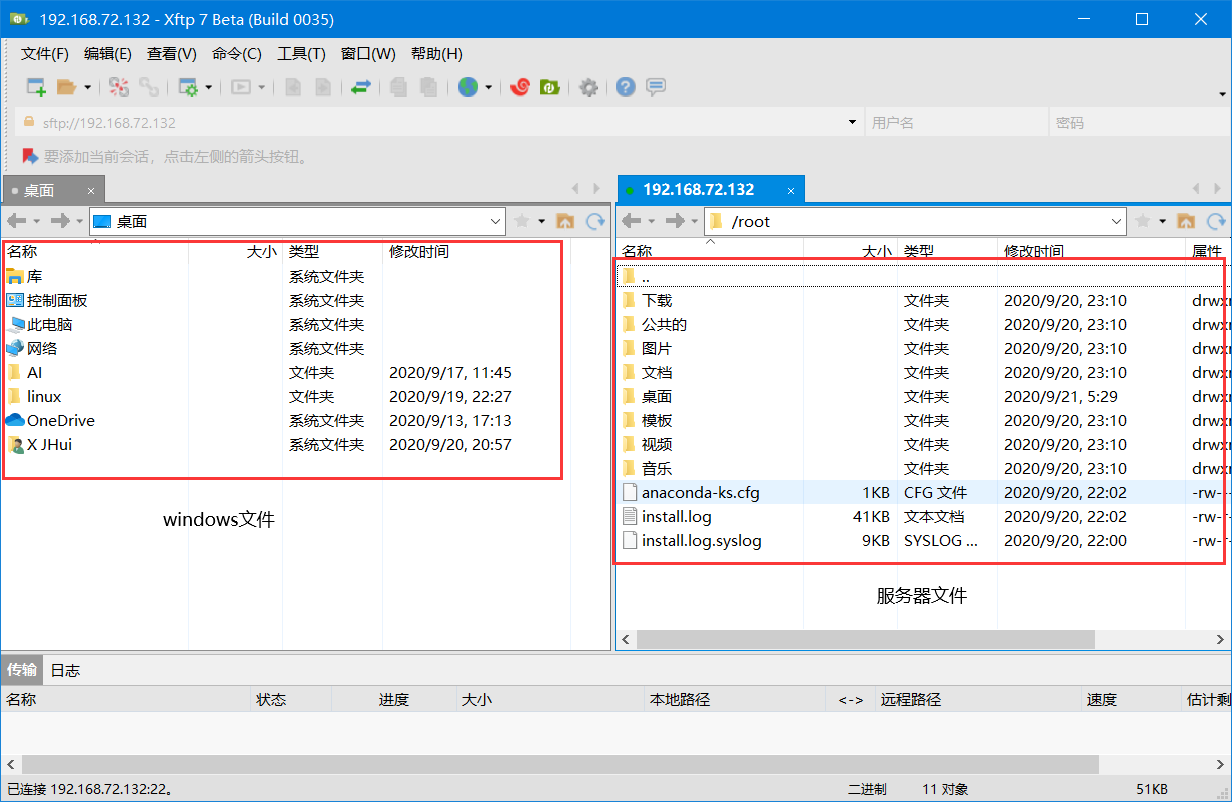 192.168.72.132 - Xftp 7 Beta (Build 0035)
文件(F) 编辑(E) 查看(V) 命令(C) 工具(T) 窗口(W) 帮助(H)
sftp://192.168.72.132 用户名 密码
要添加当前会话，点击左侧的箭头按钮。
桌面 × 192.168.72.132 ×
桌面 /root
名称 大小 类型 修改时间
库 系统文件夹
控制面板 系统文件夹
此电脑 系统文件夹
网络 系统文件夹
AI 文件夹 2020/9/17, 11:45
linux 文件夹 2020/9/19, 22:27
OneDrive 系统文件夹 2020/9/13, 17:13
X JHui 系统文件夹 2020/9/20, 20:57
windows文件
名称 大小 类型 修改时间 属性
..
下载 文件夹 2020/9/20, 23:10 drwx
公共的 文件夹 2020/9/20, 23:10 drwx
图片 文件夹 2020/9/20, 23:10 drwx
文档 文件夹 2020/9/20, 23:10 drwx
桌面 文件夹 2020/9/21, 5:29 drwx
模板 文件夹 2020/9/20, 23:10 drwx
视频 文件夹 2020/9/20, 23:10 drwx
音乐 文件夹 2020/9/20, 23:10 drwx
anaconda-ks.cfg 1KB CFG 文件 2020/9/20, 22:02 -rw---
install.log 41KB 文本文档 2020/9/20, 22:02 -rw-r-
install.log.syslog 9KB SYSLOG ... 2020/9/20, 22:00 -rw-r-
服务器文件
传输 日志
名称 状态 进度 大小 本地路径 <-> 远程路径 速度 估计剩
已连接 192.168.72.132:22。 二进制 11 对象 51KB